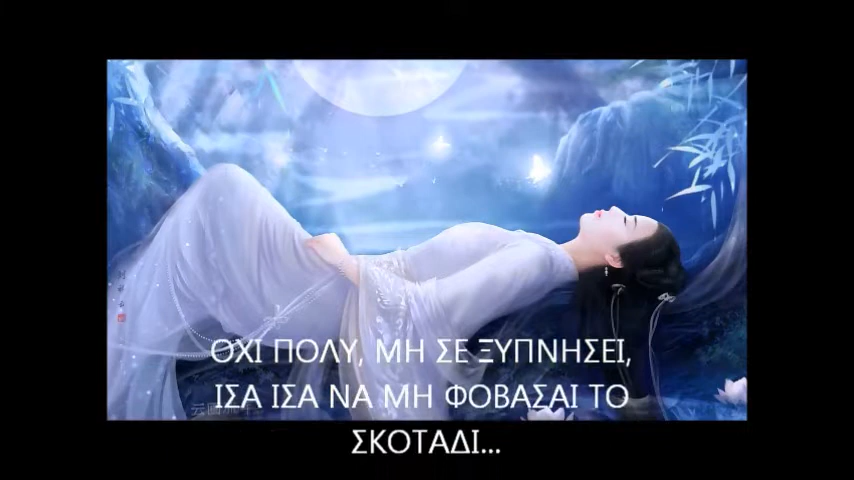 ΟΧΙ ΠΟΛΥ, ΜΗ ΣΕ ΞΥΠΝΗΣΕΙ,
ΙΣΑ ΙΣΑ ΝΑ ΜΗ ΦΟΒΑΣΑΙ ΤΟ
ΣΚΟΤΑΔΙ...